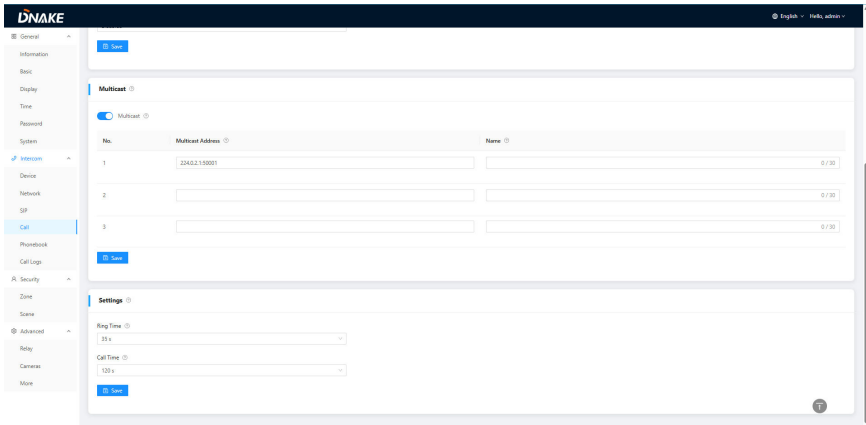 DNAKE
English
Hello, admin
General
Information
Basic
Display
Time
Password
System
Intercom
Device
Network
SIP
Call
Phonebook
Call Logs
Security
Zone
Scene
Advanced
Relay
Cameras
More
Save
Multicast
Multicast
No. Multicast Address Name
1 224.0.2.1:50001 0 / 30
2 0 / 30
3 0 / 30
Save
Settings
Ring Time
35 s
Call Time
120 s
Save